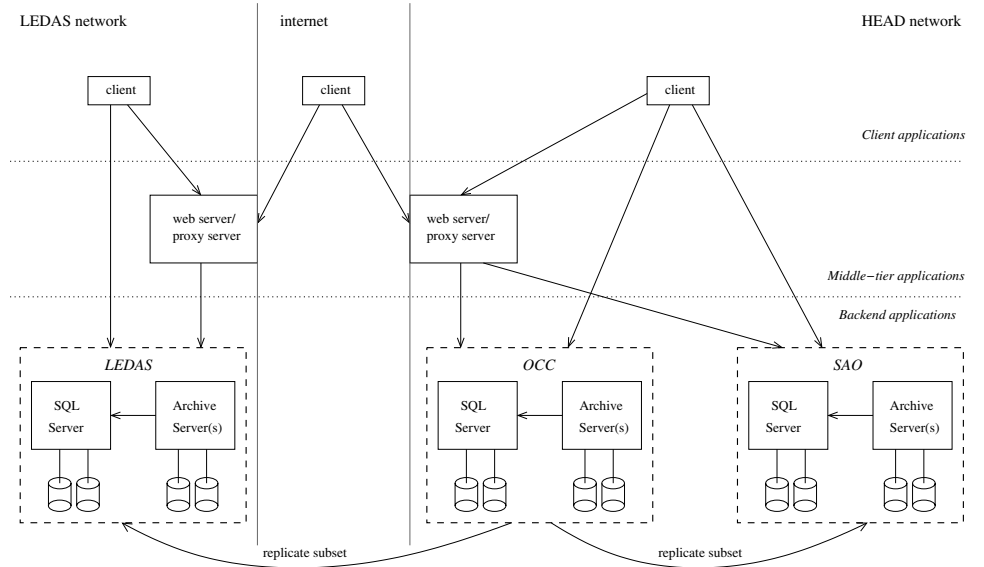 LEDAS network
internet
HEAD network
client
client
client
Client applications
web server/
proxy server
web server/
proxy server
Middle−tier applications
Backend applications
LEDAS
OCC
SAO
SQL
Server
Archive
Server(s)
SQL
Server
Archive
Server(s)
SQL
Server
Archive
Server(s)
replicate subset
replicate subset